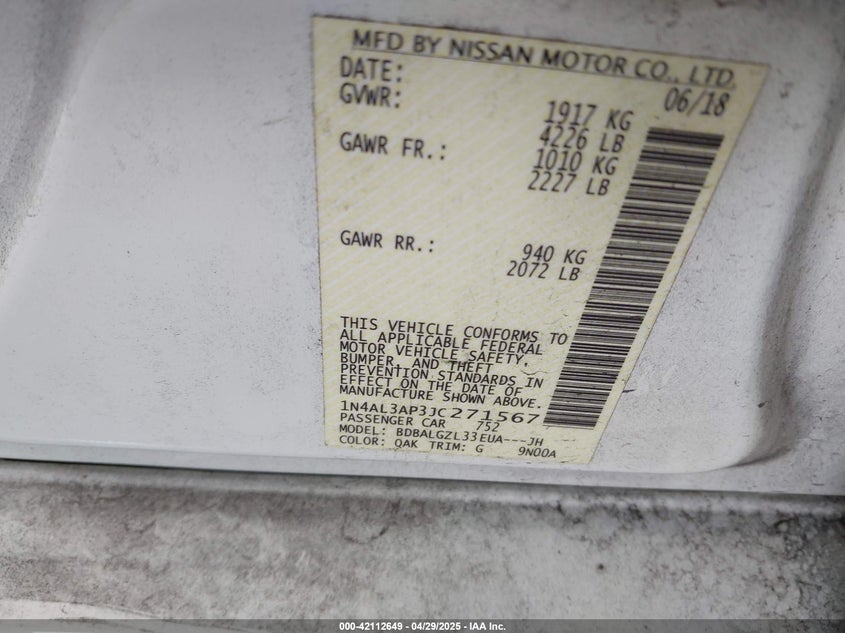 MFD BY NISSAN MOTOR CO., LTD.
DATE: 06/18
GVWR: 1917 KG
4226 LB
GAWR FR.: 1010 KG
2227 LB
GAWR RR.: 940 KG
2072 LB
THIS VEHICLE CONFORMS TO
ALL APPLICABLE FEDERAL
MOTOR VEHICLE SAFETY,
BUMPER, AND THEFT
PREVENTION STANDARDS IN
EFFECT ON THE DATE OF
MANUFACTURE SHOWN ABOVE.
1N4AL3AP3JC271567
PASSENGER CAR 752
MODEL: BDBALGZL33EUA---JH
COLOR: QAK TRIM: G 9N00A
000-42112649 | 04/29/2025 - IAA Inc.